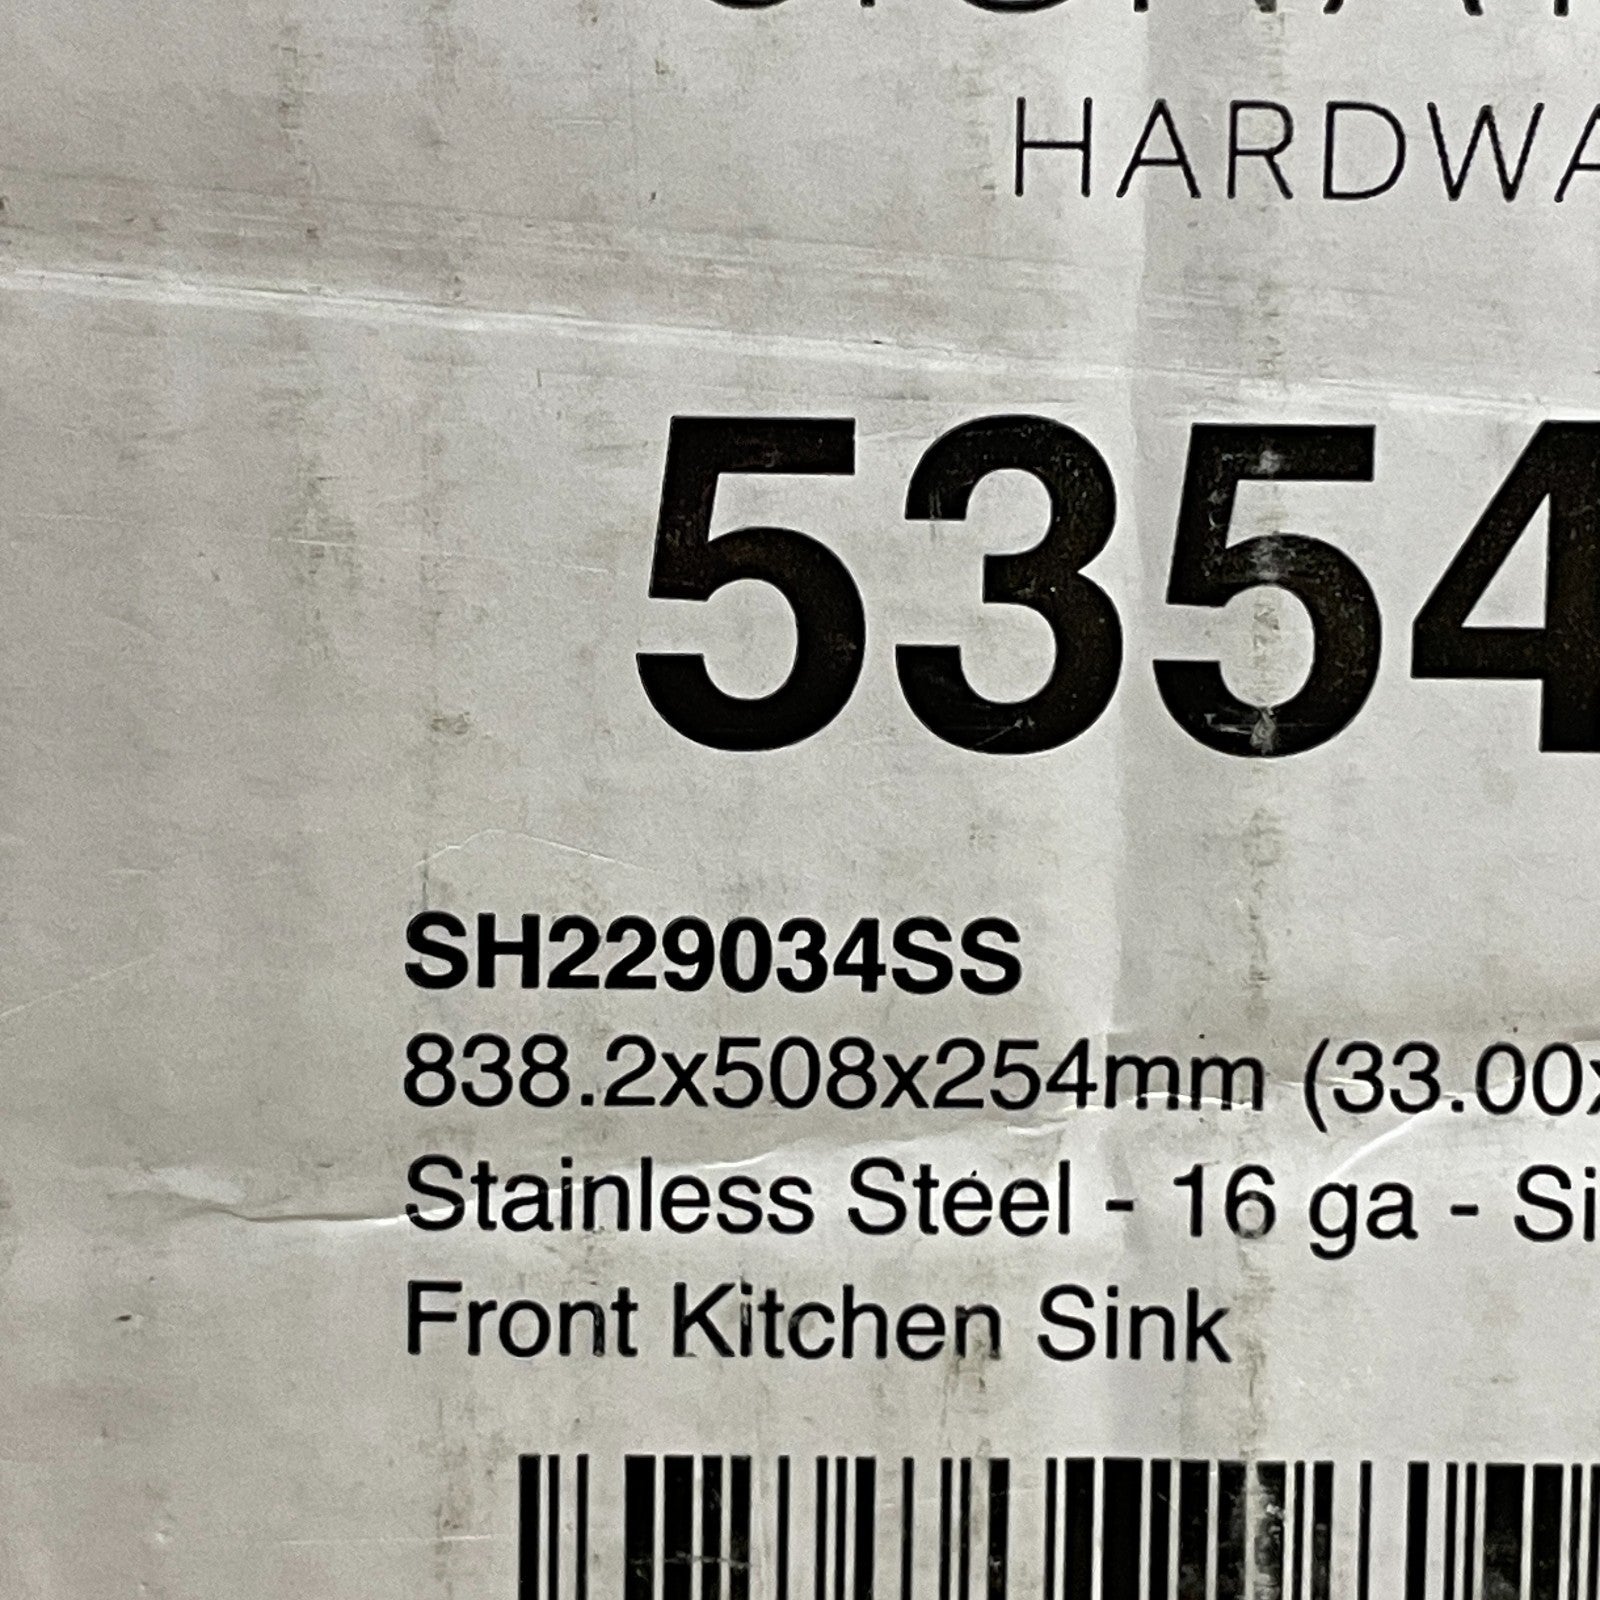 HARDWA
5354
SH229034SS
838.2x508x254mm (33.00x
Stainless Steel - 16 ga - Si
Front Kitchen Sink